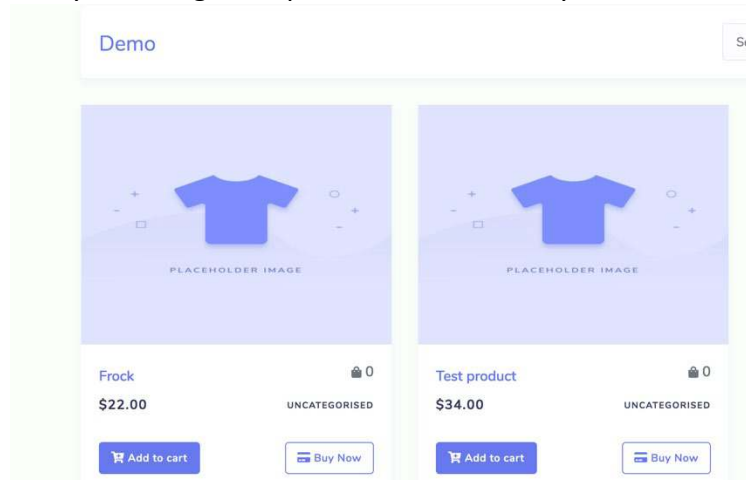 Demo
PLACEHOLDER IMAGE
PLACEHOLDER IMAGE
Frock
0
Test product
0
$22.00
UNCATEGORISED
$34.00
UNCATEGORISED
Add to cart
Buy Now
Add to cart
Buy Now